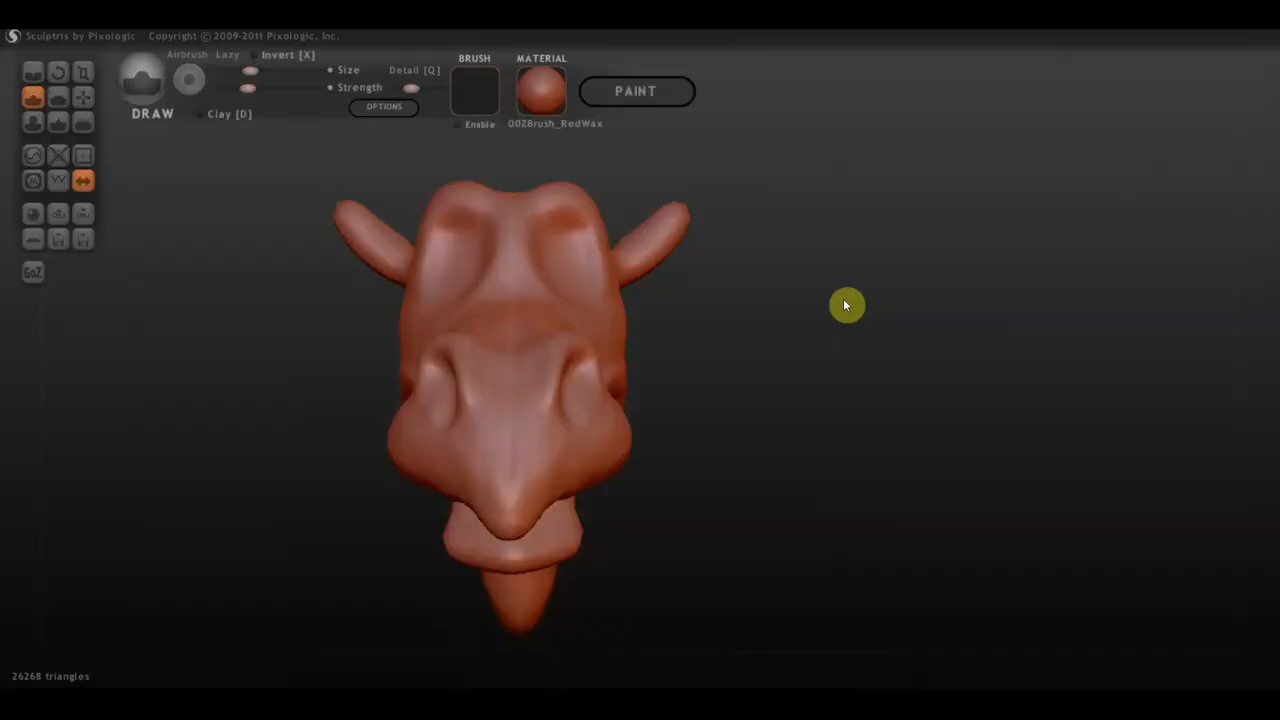 Sculptris by Pixologic   Copyright © 2009-2011 Pixologic, Inc.
Airbrush Lazy Invert [X]
Size Detail [Q]
Strength
OPTIONS
DRAW Clay [D]
BRUSH
Enable
MATERIAL
00ZBrush_RedWax
PAINT
GoZ
26268 triangles